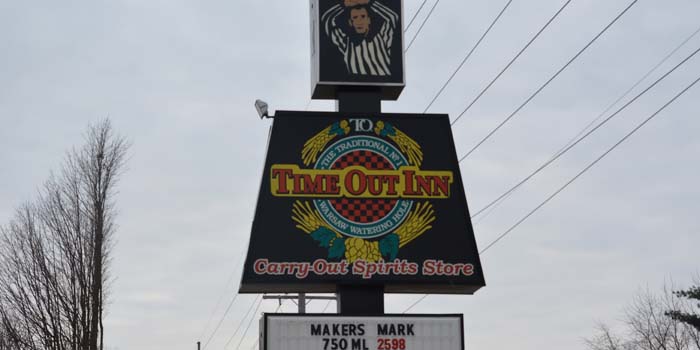 TO
THE TRADITIONAL No. 1
TIME OUT INN
WARSAW WATERING HOLE
Carry-Out Spirits Store
MAKERS MARK
750 ML 2598